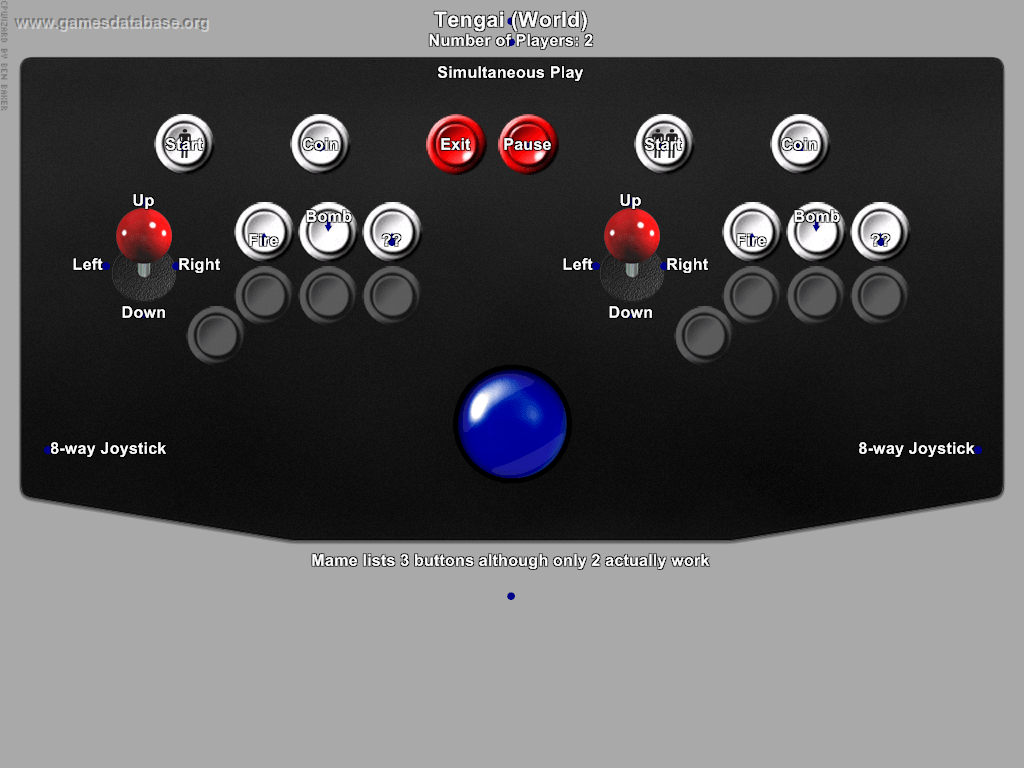 www.gamesdatabase.org
Tengai (World)
Number of Players: 2
CPWIZARD BY BEN BAKER
Simultaneous Play
Start
Coin
Exit
Pause
Start
Coin
Up
Left
Right
Down
Fire
Bomb
??
Up
Left
Right
Down
Fire
Bomb
??
8-way Joystick
8-way Joystick
Mame lists 3 buttons although only 2 actually work